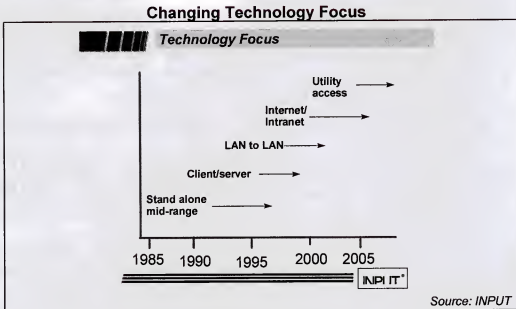 Changing Technology Focus
Technology Focus
Utility
access
Internet/
Intranet
LAN to LAN
Client/server
Stand alone
mid-range
1985 1990 1995 2000 2005
INPUT
Source: INPUT